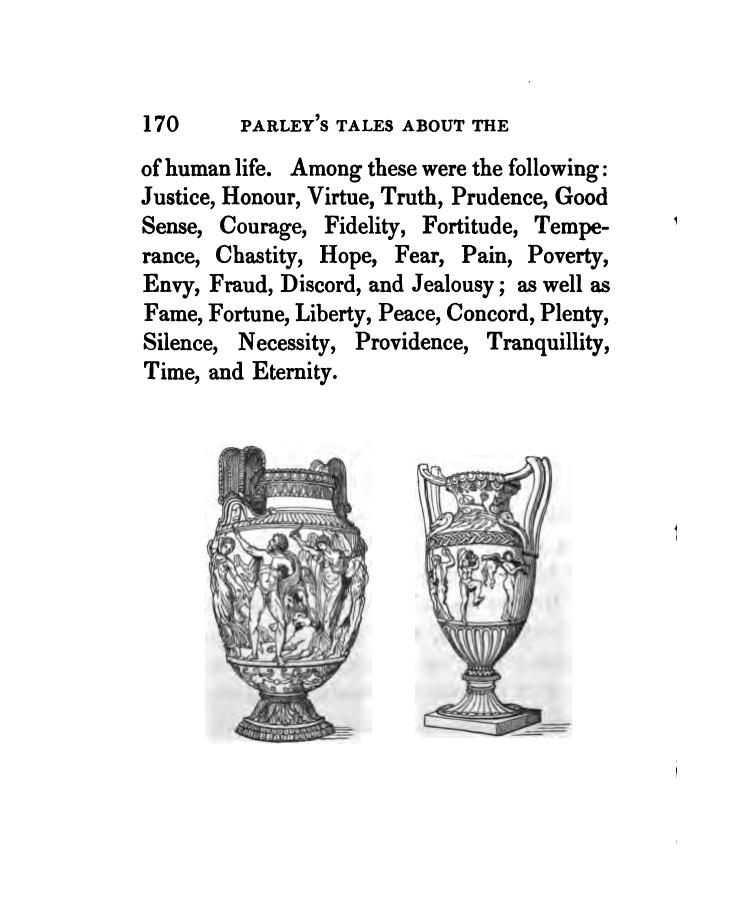 170 PARLEY'S TALES ABOUT THE
of human life. Among these were the following:
Justice, Honour, Virtue, Truth, Prudence, Good
Sense, Courage, Fidelity, Fortitude, Tempe-
rance, Chastity, Hope, Fear, Pain, Poverty,
Envy, Fraud, Discord, and Jealousy; as well as
Fame, Fortune, Liberty, Peace, Concord, Plenty,
Silence, Necessity, Providence, Tranquillity,
Time, and Eternity.